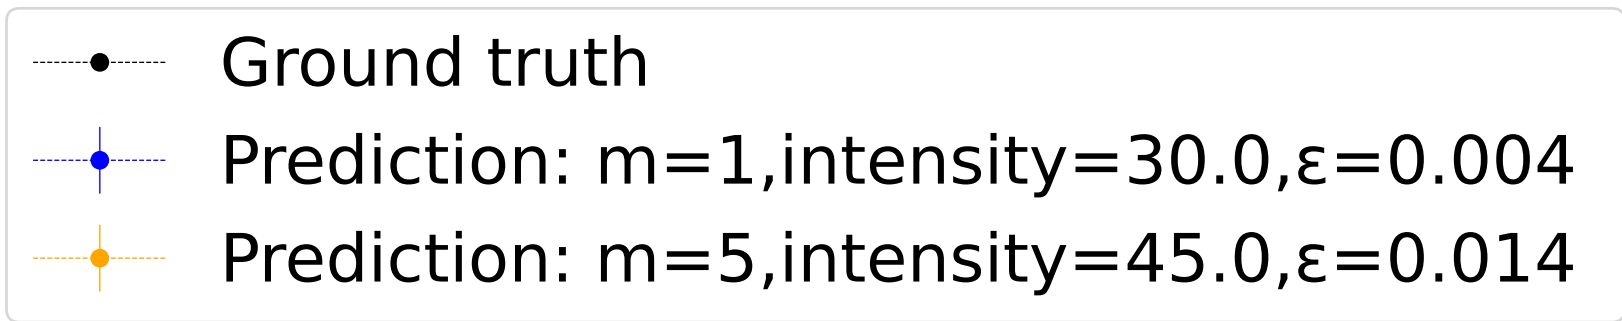 Ground truth
Prediction: m=1,intensity=30.0,ε=0.004
Prediction: m=5,intensity=45.0,ε=0.014